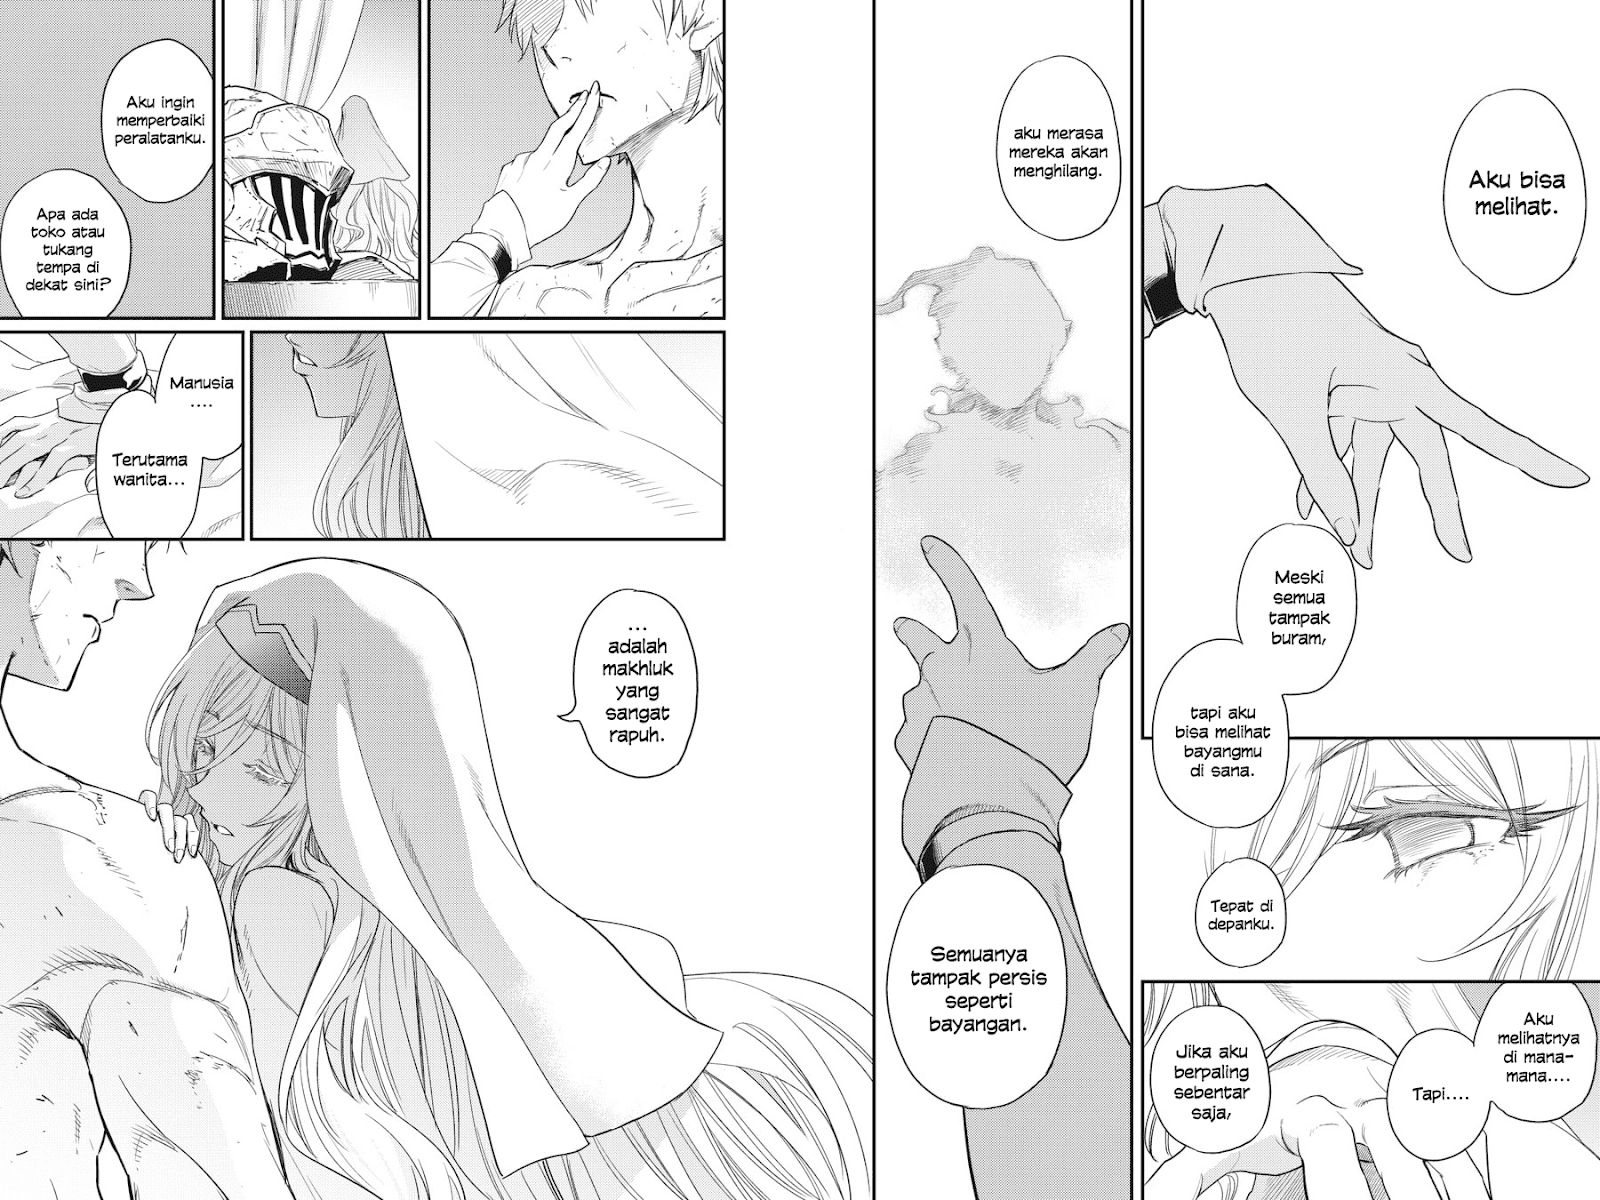 Aku bisa
melihat.
Meski
semua
tampak
buram,
tapi aku
bisa melihat
bayangmu
di sana.
Tepat di
depanku.
Aku
melihatnya
di mana-
mana....
Tapi....
Jika aku
berpaling
sebentar
saja,
aku merasa
mereka akan
menghilang.
Semuanya
tampak persis
seperti
bayangan.
Aku ingin
memperbaiki
peralatanku.
Apa ada
toko atau
tukang
tempa di
dekat sini?
Manusia
....
Terutama
wanita...
...
adalah
makhluk
yang
sangat
rapuh.